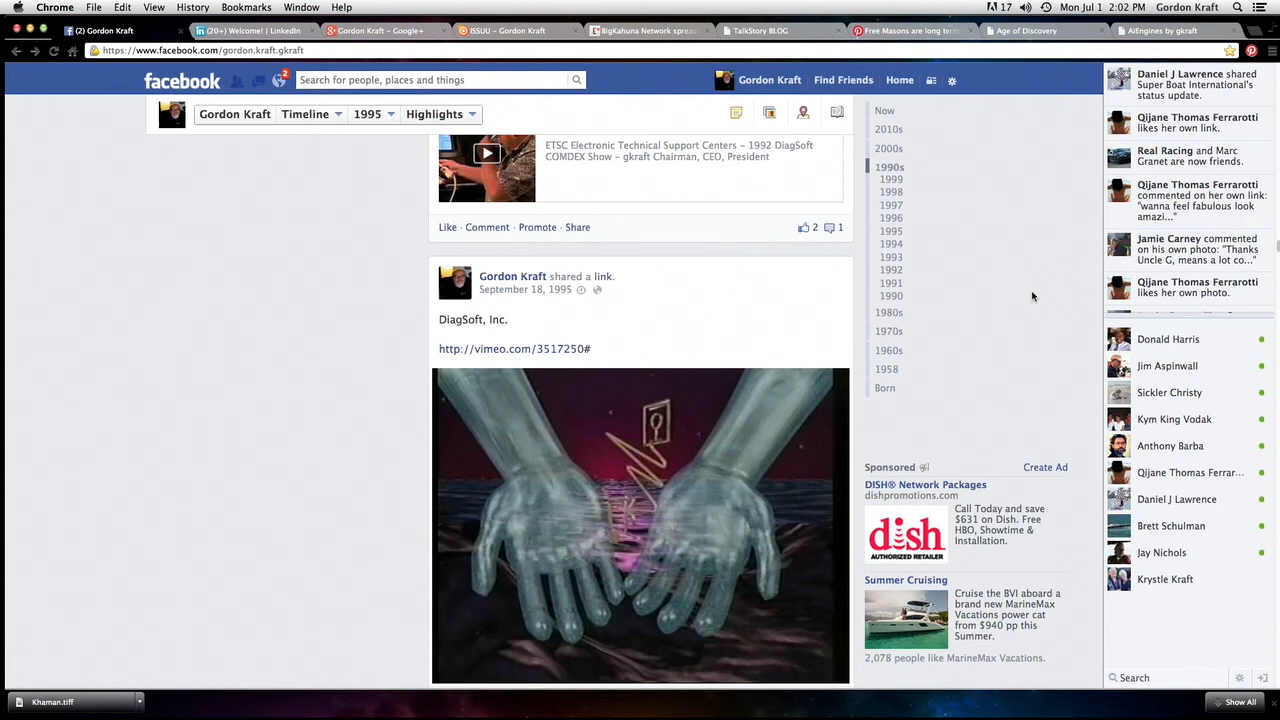 Chrome File Edit View History Bookmarks Window Help
17 Mon Jul 1 2:02 PM Gordon Kraft
(2) Gordon Kraft
(20+) Welcome! | LinkedIn
Gordon Kraft - Google+
ISSUU - Gordon Kraft
BigKahuna Network spread
TalkStory BLOG
Free Masons are long term
Age of Discovery
AiEngines by gkraft
https://www.facebook.com/gordon.kraft.gkraft
facebook
2
Search for people, places and things
Gordon Kraft Find Friends Home
Gordon Kraft Timeline 1995 Highlights
ETSC Electronic Technical Support Centers - 1992 DiagSoft
COMDEX Show - gkraft Chairman, CEO, President
Like · Comment · Promote · Share
2 1
Gordon Kraft shared a link.
September 18, 1995
DiagSoft, Inc.
http://vimeo.com/3517250#
Now
2010s
2000s
1990s
1999
1998
1997
1996
1995
1994
1993
1992
1991
1990
1980s
1970s
1960s
1958
Born
Sponsored
Create Ad
DISH® Network Packages
dishpromotions.com
dish
AUTHORIZED RETAILER
Call Today and save
$631 on Dish. Free
HBO, Showtime &
Installation.
Summer Cruising
Cruise the BVI aboard a
brand new MarineMax
Vacations power cat
from $940 pp this
Summer.
2,078 people like MarineMax Vacations.
Daniel J Lawrence shared
Super Boat International's
status update.
Qijane Thomas Ferrarotti
likes her own link.
Real Racing and Marc
Granet are now friends.
Qijane Thomas Ferrarotti
commented on her own link:
"wanna feel fabulous look
amazi..."
Jamie Carney commented
on his own photo: "Thanks
Uncle G, means a lot co..."
Qijane Thomas Ferrarotti
likes her own photo.
Donald Harris
Jim Aspinwall
Sickler Christy
Kym King Vodak
Anthony Barba
Qijane Thomas Ferrar...
Daniel J Lawrence
Brett Schulman
Jay Nichols
Krystle Kraft
Search
Khaman.tiff
Show All